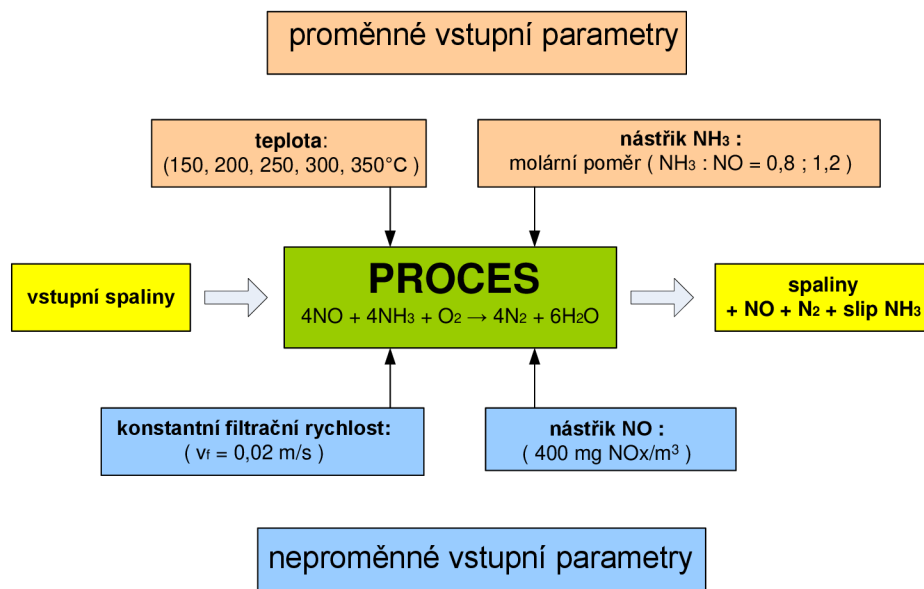 proměnné vstupní parametry
teplota:
(150, 200, 250, 300, 350°C )
nástřik NH₃ :
molární poměr ( NH₃ : NO = 0,8 ; 1,2 )
vstupní spaliny
PROCES
4NO + 4NH₃ + O₂ → 4N₂ + 6H₂O
spaliny
+ NO + N₂ + slip NH₃
konstantní filtrační rychlost:
( vf = 0,02 m/s )
nástřik NO :
( 400 mg NOx/m³ )
neproměnné vstupní parametry